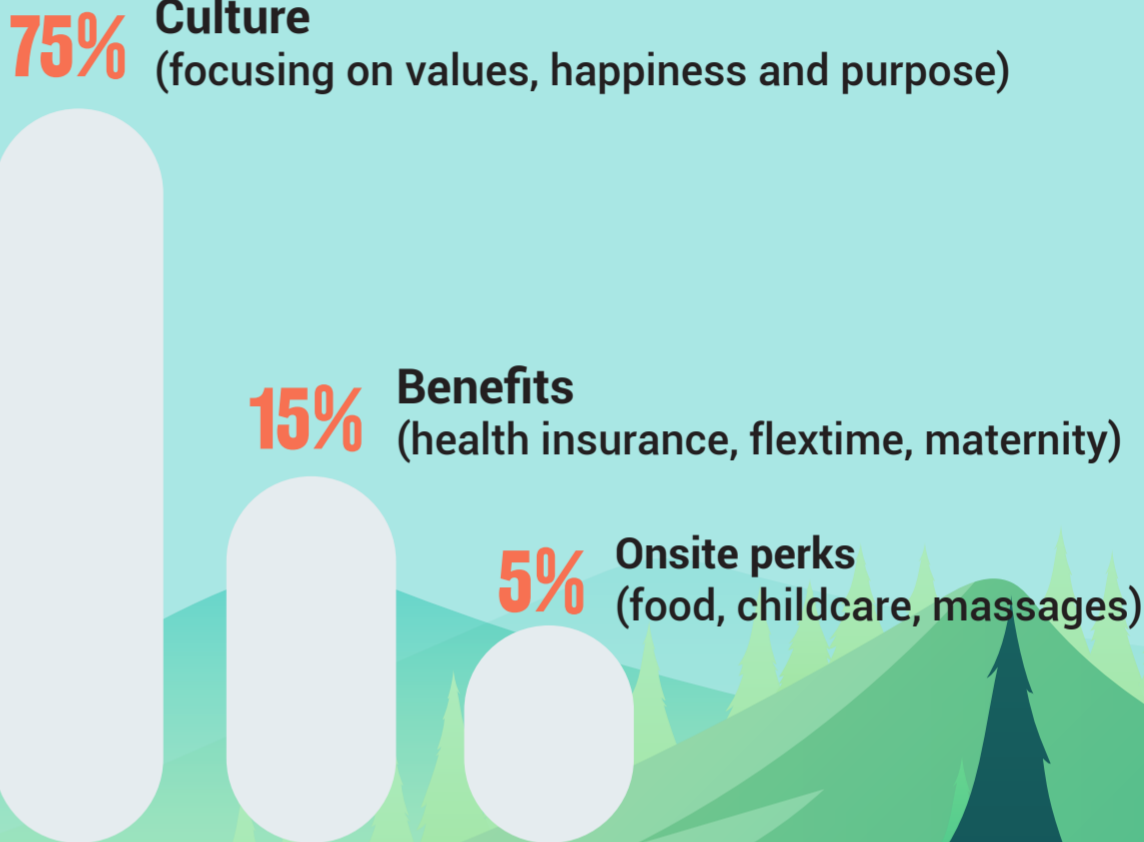 75%
Culture
(focusing on values, happiness and purpose)
15%
Benefits
(health insurance, flextime, maternity)
5%
Onsite perks
(food, childcare, massages)